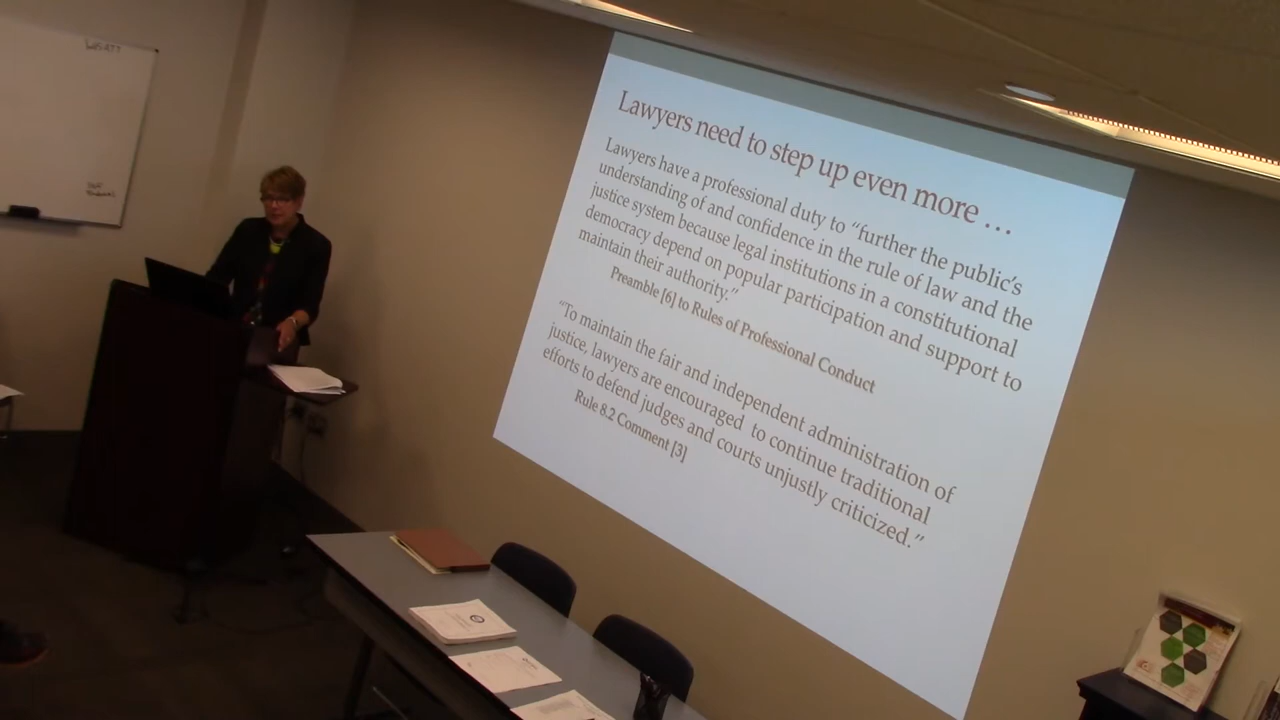 Lawyers need to step up even more ...
Lawyers have a professional duty to “further the public’s
understanding of and confidence in the rule of law and the
justice system because legal institutions in a constitutional
democracy depend on popular participation and support to
maintain their authority.”
Preamble [6] to Rules of Professional Conduct
“To maintain the fair and independent administration of
justice, lawyers are encouraged to continue traditional
efforts to defend judges and courts unjustly criticized.”
Rule 8.2 Comment [3]